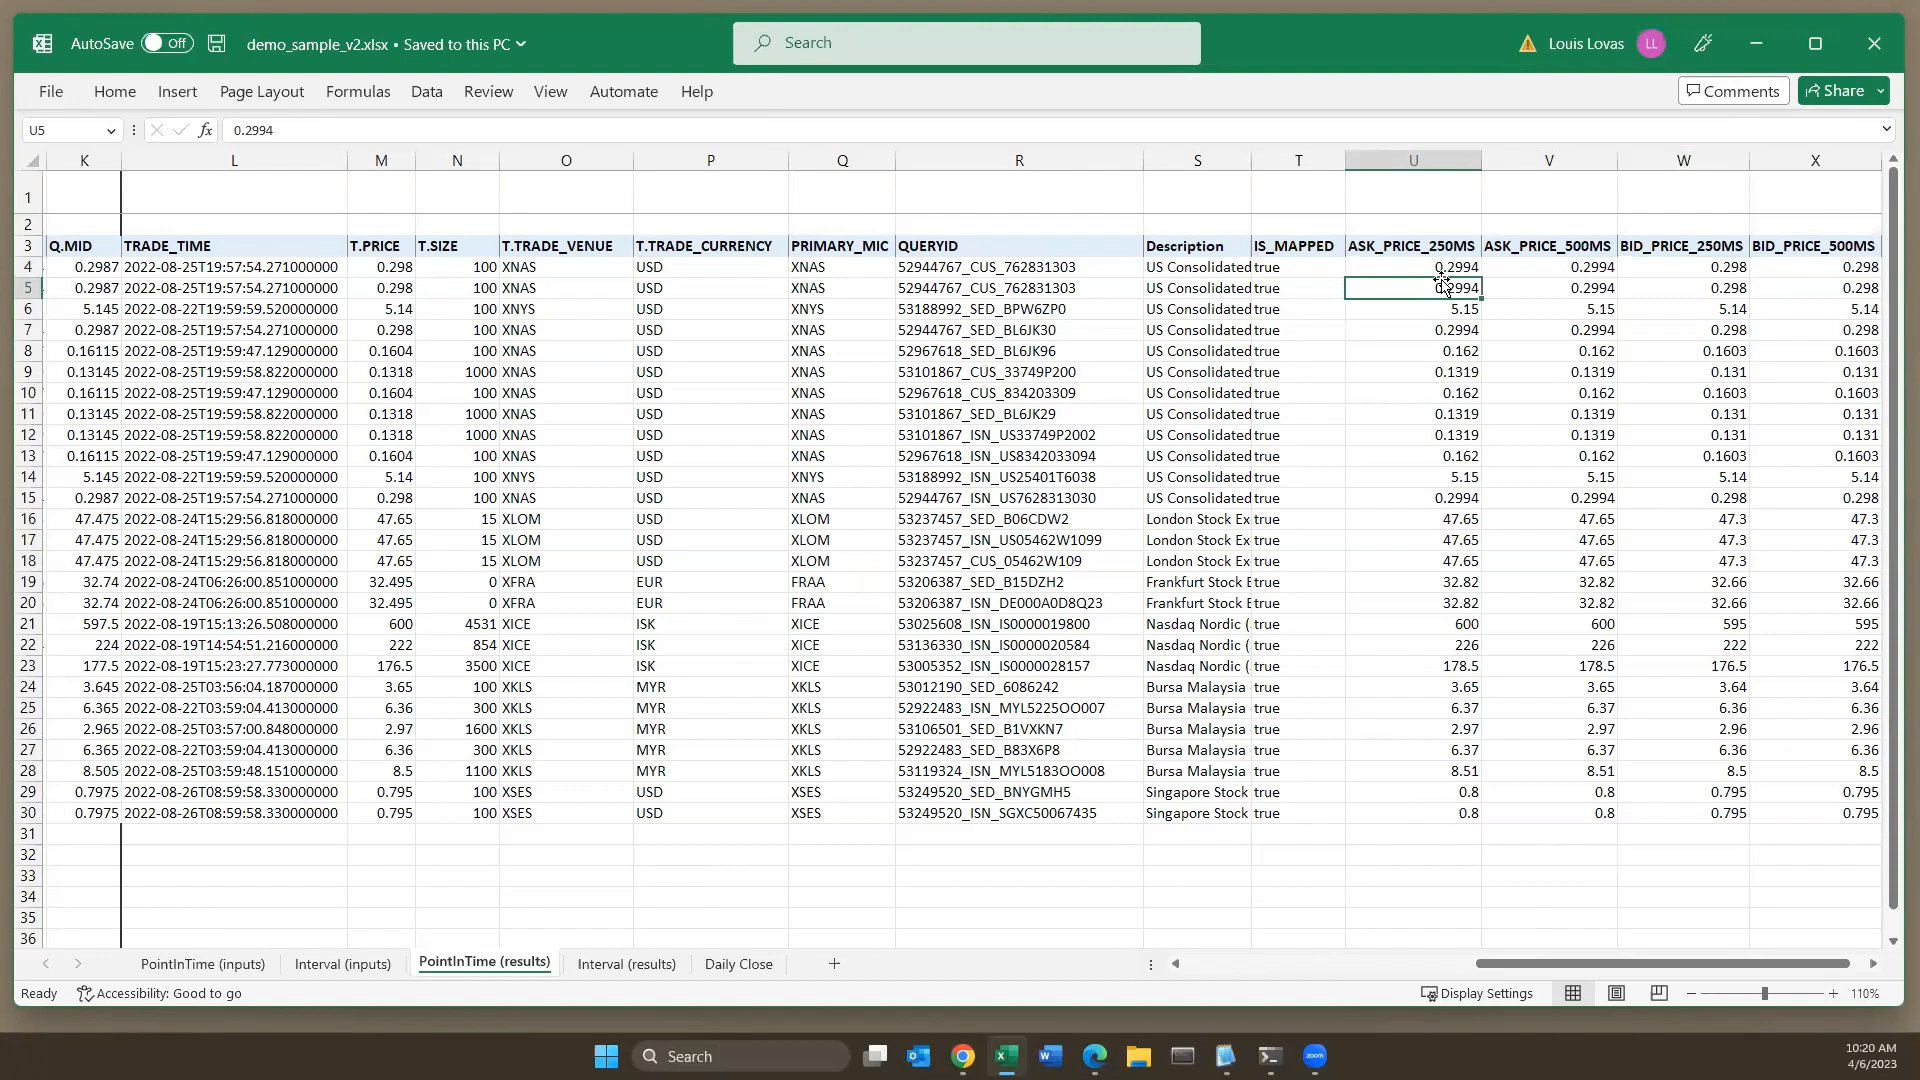 AutoSave Off demo_sample_v2.xlsx • Saved to this PC Search Louis Lovas LL
File Home Insert Page Layout Formulas Data Review View Automate Help Comments Share
U5 fx 0.2994
K L M N O P Q R S T U V W X
1
2
3 Q.MID TRADE_TIME T.PRICE T.SIZE T.TRADE_VENUE T.TRADE_CURRENCY PRIMARY_MIC QUERYID Description IS_MAPPED ASK_PRICE_250MS ASK_PRICE_500MS BID_PRICE_250MS BID_PRICE_500MS
4 0.2987 2022-08-25T19:57:54.271000000 0.298 100 XNAS USD XNAS 52944767_CUS_762831303 US Consolidated true 0.2994 0.2994 0.298 0.298
5 0.2987 2022-08-25T19:57:54.271000000 0.298 100 XNAS USD XNAS 52944767_CUS_762831303 US Consolidated true 0.2994 0.2994 0.298 0.298
6 5.145 2022-08-22T19:59:59.520000000 5.14 100 XNYS USD XNYS 53188992_SED_BPW6ZP0 US Consolidated true 5.15 5.15 5.14 5.14
7 0.2987 2022-08-25T19:57:54.271000000 0.298 100 XNAS USD XNAS 52944767_SED_BL6JK30 US Consolidated true 0.2994 0.2994 0.298 0.298
8 0.16115 2022-08-25T19:59:47.129000000 0.1604 100 XNAS USD XNAS 52967618_SED_BL6JK96 US Consolidated true 0.162 0.162 0.1603 0.1603
9 0.13145 2022-08-25T19:59:58.822000000 0.1318 1000 XNAS USD XNAS 53101867_CUS_33749P200 US Consolidated true 0.1319 0.1319 0.131 0.131
10 0.16115 2022-08-25T19:59:47.129000000 0.1604 100 XNAS USD XNAS 52967618_CUS_834203309 US Consolidated true 0.162 0.162 0.1603 0.1603
11 0.13145 2022-08-25T19:59:58.822000000 0.1318 1000 XNAS USD XNAS 53101867_SED_BL6JK29 US Consolidated true 0.1319 0.1319 0.131 0.131
12 0.13145 2022-08-25T19:59:58.822000000 0.1318 1000 XNAS USD XNAS 53101867_ISN_US33749P2002 US Consolidated true 0.1319 0.1319 0.131 0.131
13 0.16115 2022-08-25T19:59:47.129000000 0.1604 100 XNAS USD XNAS 52967618_ISN_US8342033094 US Consolidated true 0.162 0.162 0.1603 0.1603
14 5.145 2022-08-22T19:59:59.520000000 5.14 100 XNYS USD XNYS 53188992_ISN_US25401T6038 US Consolidated true 5.15 5.15 5.14 5.14
15 0.2987 2022-08-25T19:57:54.271000000 0.298 100 XNAS USD XNAS 52944767_ISN_US7628313030 US Consolidated true 0.2994 0.2994 0.298 0.298
16 47.475 2022-08-24T15:29:56.818000000 47.65 15 XLOM USD XLOM 53237457_SED_B06CDW2 London Stock Ex true 47.65 47.65 47.3 47.3
17 47.475 2022-08-24T15:29:56.818000000 47.65 15 XLOM USD XLOM 53237457_ISN_US05462W1099 London Stock Ex true 47.65 47.65 47.3 47.3
18 47.475 2022-08-24T15:29:56.818000000 47.65 15 XLOM USD XLOM 53237457_CUS_05462W109 London Stock Ex true 47.65 47.65 47.3 47.3
19 32.74 2022-08-24T06:26:00.851000000 32.495 0 XFRA EUR FRAA 53206387_SED_B15DZH2 Frankfurt Stock E true 32.82 32.82 32.66 32.66
20 32.74 2022-08-24T06:26:00.851000000 32.495 0 XFRA EUR FRAA 53206387_ISN_DE000A0D8Q23 Frankfurt Stock E true 32.82 32.82 32.66 32.66
21 597.5 2022-08-19T15:13:26.508000000 600 4531 XICE ISK XICE 53025608_ISN_IS0000019800 Nasdaq Nordic ( true 600 600 595 595
22 224 2022-08-19T14:54:51.216000000 222 854 XICE ISK XICE 53136330_ISN_IS0000020584 Nasdaq Nordic ( true 226 226 222 222
23 177.5 2022-08-19T15:23:27.773000000 176.5 3500 XICE ISK XICE 53005352_ISN_IS0000028157 Nasdaq Nordic ( true 178.5 178.5 176.5 176.5
24 3.645 2022-08-25T03:56:04.187000000 3.65 100 XKLS MYR XKLS 53012190_SED_6086242 Bursa Malaysia true 3.65 3.65 3.64 3.64
25 6.365 2022-08-22T03:59:04.413000000 6.36 300 XKLS MYR XKLS 52922483_ISN_MYL5225OO007 Bursa Malaysia true 6.37 6.37 6.36 6.36
26 2.965 2022-08-25T03:57:00.848000000 2.97 1600 XKLS MYR XKLS 53106501_SED_B1VXKN7 Bursa Malaysia true 2.97 2.97 2.96 2.96
27 6.365 2022-08-22T03:59:04.413000000 6.36 300 XKLS MYR XKLS 52922483_SED_B83X6P8 Bursa Malaysia true 6.37 6.37 6.36 6.36
28 8.505 2022-08-25T03:59:48.151000000 8.5 1100 XKLS MYR XKLS 53119324_ISN_MYL5183OO008 Bursa Malaysia true 8.51 8.51 8.5 8.5
29 0.7975 2022-08-26T08:59:58.330000000 0.795 100 XSES USD XSES 53249520_SED_BNYGMH5 Singapore Stock true 0.8 0.8 0.795 0.795
30 0.7975 2022-08-26T08:59:58.330000000 0.795 100 XSES USD XSES 53249520_ISN_SGXC50067435 Singapore Stock true 0.8 0.8 0.795 0.795
31
32
33
34
35
36
PointInTime (inputs) Interval (inputs) PointInTime (results) Interval (results) Daily Close
Ready Accessibility: Good to go Display Settings 110%
Search zoom 10:20 AM
4/6/2023